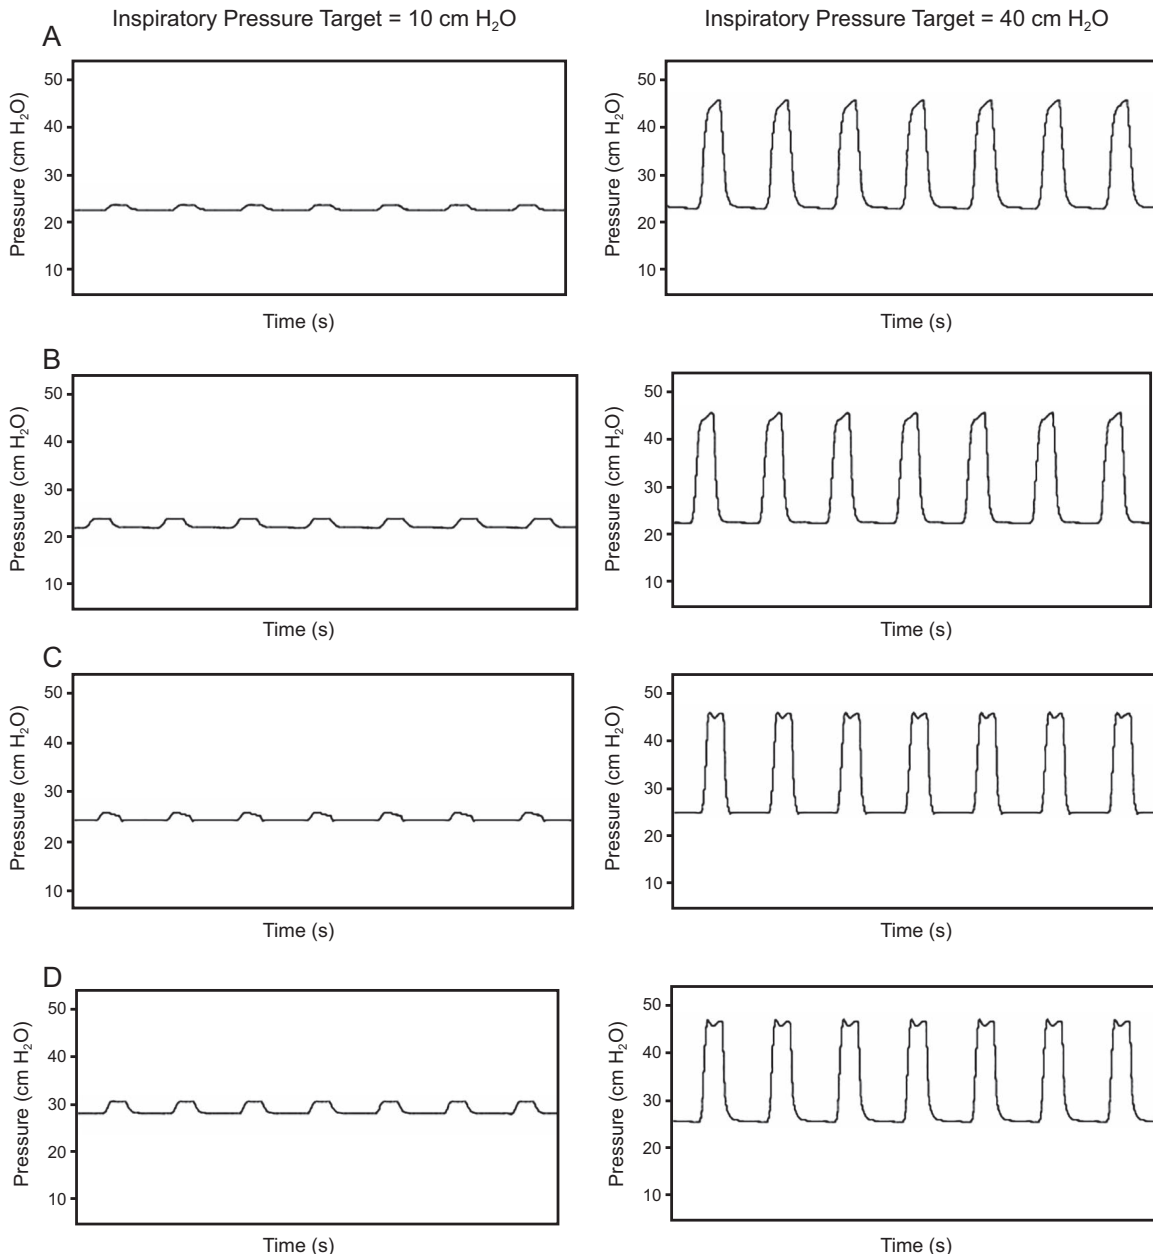 Inspiratory Pressure Target = 10 cm H₂O
Inspiratory Pressure Target = 40 cm H₂O
A
Pressure (cm H₂O)
50
40
30
20
10
Time (s)
Pressure (cm H₂O)
50
40
30
20
10
Time (s)
B
Pressure (cm H₂O)
50
40
30
20
10
Time (s)
Pressure (cm H₂O)
50
40
30
20
10
Time (s)
C
Pressure (cm H₂O)
50
40
30
20
10
Time (s)
Pressure (cm H₂O)
50
40
30
20
10
Time (s)
D
Pressure (cm H₂O)
50
40
30
20
10
Time (s)
Pressure (cm H₂O)
50
40
30
20
10
Time (s)